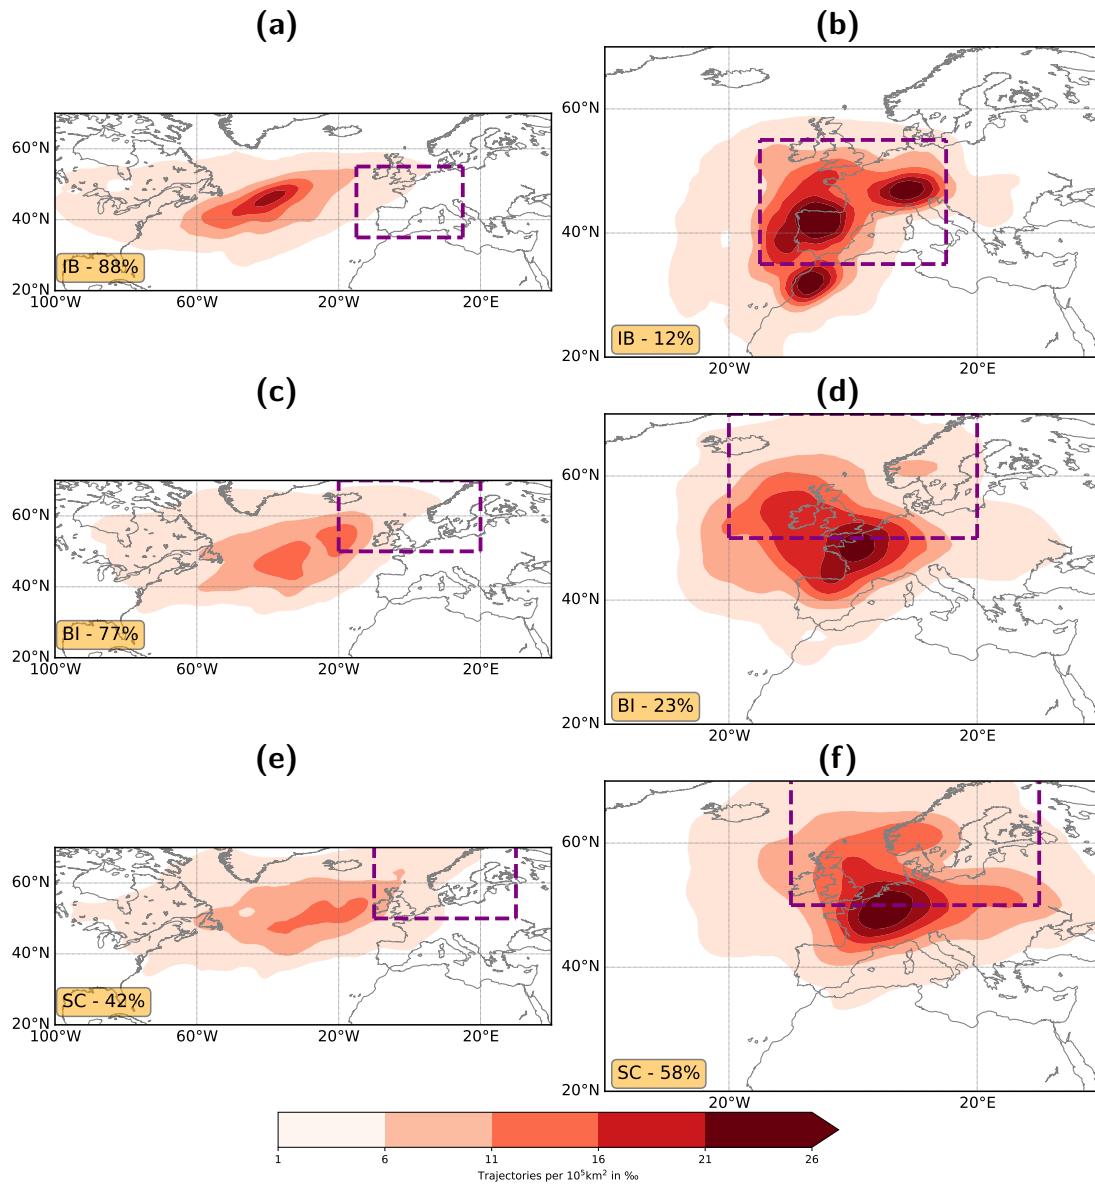 (a)
(b)
60°N
40°N
20°N
100°W
60°W
20°W
20°E
IB - 88%
60°N
40°N
20°N
20°W
20°E
IB - 12%
(c)
(d)
60°N
40°N
20°N
100°W
60°W
20°W
20°E
BI - 77%
60°N
40°N
20°N
20°W
20°E
BI - 23%
(e)
(f)
60°N
40°N
20°N
100°W
60°W
20°W
20°E
SC - 42%
60°N
40°N
20°N
20°W
20°E
SC - 58%
1 6 11 16 21 26
Trajectories per 10⁵km² in ‰